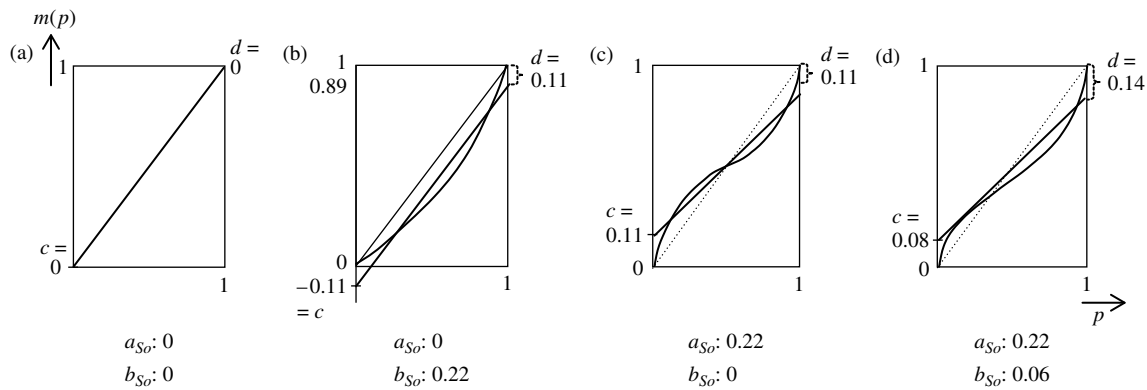 m(p)
(a)
1
c =
0
d =
0
1
a_So: 0
b_So: 0
(b)
1
0.89
0
−0.11
= c
d =
0.11
1
a_So: 0
b_So: 0.22
(c)
1
c =
0.11
0
d =
0.11
1
a_So: 0.22
b_So: 0
(d)
1
c =
0.08
0
d =
0.14
1
p
a_So: 0.22
b_So: 0.06